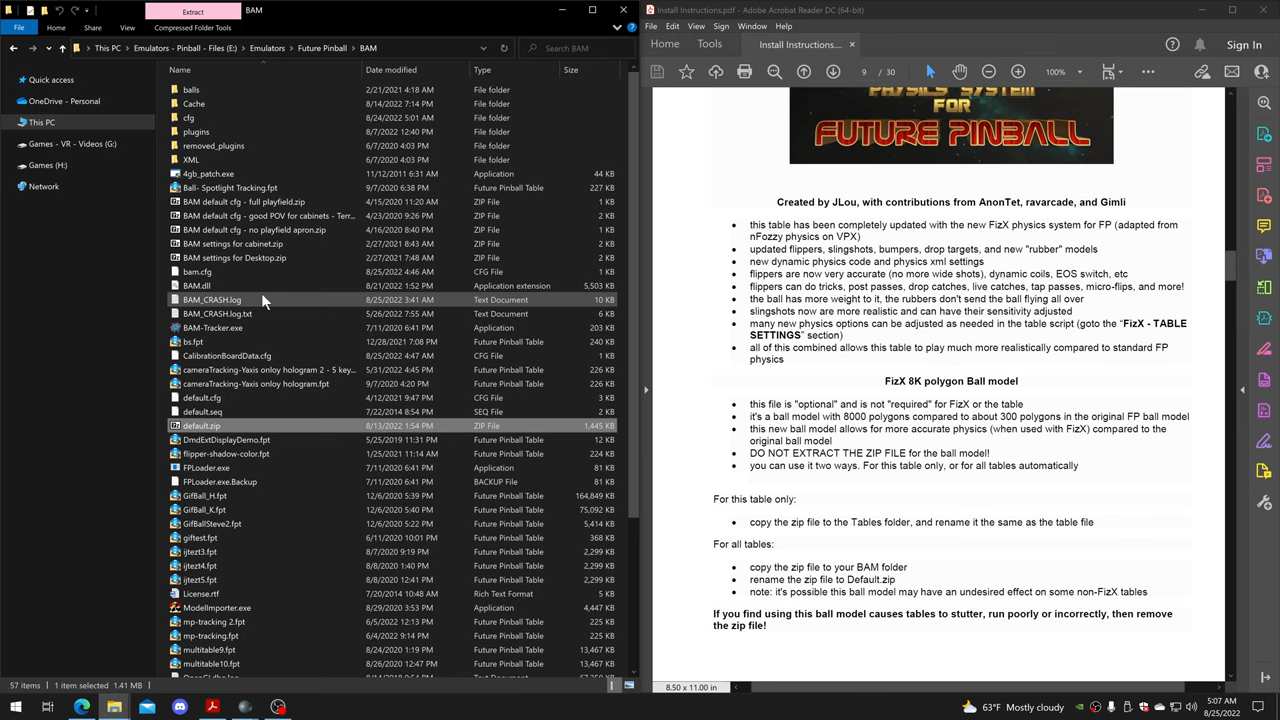 Extract
BAM
File
Home
Share
View
Compressed Folder Tools
This PC
Emulators - Pinball - Files (E:)
Emulators
Future Pinball
BAM
Search BAM
Name
Date modified
Type
Size
Quick access
OneDrive - Personal
This PC
Games - VR - Videos (G:)
Games (H:)
Network
balls 2/21/2021 4:18 AM File folder
Cache 8/14/2022 7:14 PM File folder
cfg 8/24/2022 5:01 AM File folder
plugins 8/7/2022 12:40 PM File folder
removed_plugins 6/7/2020 4:03 PM File folder
XML 6/7/2020 4:03 PM File folder
4gb_patch.exe 11/12/2011 6:31 AM Application 44 KB
Ball- Spotlight Tracking.fpt 9/7/2020 6:38 PM Future Pinball Table 227 KB
BAM default cfg - full playfield.zip 4/15/2020 11:20 AM ZIP File 2 KB
BAM default cfg - good POV for cabinets - Terr... 4/23/2020 9:26 PM ZIP File 1 KB
BAM default cfg - no playfield apron.zip 4/16/2020 8:40 PM ZIP File 1 KB
BAM settings for cabinet.zip 2/27/2021 8:43 AM ZIP File 2 KB
BAM settings for Desktop.zip 2/27/2021 7:48 AM ZIP File 2 KB
bam.cfg 8/25/2022 4:46 AM CFG File 1 KB
BAM.dll 8/21/2022 1:52 PM Application extension 5,503 KB
BAM_CRASH.log 8/25/2022 3:41 AM Text Document 10 KB
BAM_CRASH.log.txt 5/26/2022 7:55 AM Text Document 6 KB
BAM-Tracker.exe 7/11/2020 6:41 PM Application 203 KB
bs.fpt 12/28/2021 7:08 PM Future Pinball Table 240 KB
CalibrationBoardData.cfg 8/25/2022 4:47 AM CFG File 1 KB
cameraTracking-Yaxis onloy hologram 2 - 5 key... 5/31/2022 4:45 PM Future Pinball Table 226 KB
cameraTracking-Yaxis onloy hologram.fpt 9/7/2020 4:20 PM Future Pinball Table 226 KB
default.cfg 4/12/2021 9:47 PM CFG File 3 KB
default.seq 7/22/2014 8:54 PM SEQ File 2 KB
default.zip 8/13/2022 1:54 PM ZIP File 1,445 KB
DmdExtDisplayDemo.fpt 5/25/2019 11:31 PM Future Pinball Table 12 KB
flipper-shadow-color.fpt 1/25/2021 11:14 AM Future Pinball Table 34 KB
FPLoader.exe 7/11/2020 6:41 PM Application 81 KB
FPLoader.exe.Backup 7/11/2020 6:41 PM BACKUP File 81 KB
GifBall_H.fpt 12/6/2020 5:39 PM Future Pinball Table 164,849 KB
GifBall_K.fpt 12/6/2020 5:40 PM Future Pinball Table 75,092 KB
GifBallSteve2.fpt 12/6/2020 5:23 PM Future Pinball Table 5,414 KB
giftest.fpt 6/11/2020 10:01 PM Future Pinball Table 368 KB
ijtezt3.fpt 8/7/2020 9:19 PM Future Pinball Table 2,299 KB
ijtezt4.fpt 8/8/2020 1:40 PM Future Pinball Table 2,299 KB
ijtezt5.fpt 8/8/2020 12:41 PM Future Pinball Table 2,299 KB
License.rtf 7/20/2014 10:48 AM Rich Text Format 5 KB
ModelImporter.exe 8/29/2020 3:53 PM Application 4,447 KB
mp-tracking 2.fpt 6/5/2022 12:13 PM Future Pinball Table 225 KB
mp-tracking.fpt 6/4/2022 9:14 PM Future Pinball Table 225 KB
multitable9.fpt 8/24/2020 1:19 PM Future Pinball Table 13,467 KB
multitable10.fpt 8/26/2020 12:47 PM Future Pinball Table 13,467 KB
57 items
1 item selected 1.41 MB
Install Instructions.pdf - Adobe Acrobat Reader DC (64-bit)
File Edit View Sign Window Help
Home
Tools
Install Instructions....
Sign In
9 / 30
100%
PHYSICS SYSTEM
FOR
FUTURE PINBALL
Created by JLou, with contributions from AnonTet, ravarcade, and Gimli
• this table has been completely updated with the new FizX physics system for FP (adapted from
nFozzy physics on VPX)
• updated flippers, slingshots, bumpers, drop targets, and new "rubber" models
• new dynamic physics code and physics xml settings
• flippers are now very accurate (no more wide shots), dynamic coils, EOS switch, etc
• flippers can do tricks, post passes, drop catches, live catches, tap passes, micro-flips, and more!
• the ball has more weight to it, the rubbers don't send the ball flying all over
• slingshots now are more realistic and can have their sensitivity adjusted
• many new physics options can be adjusted as needed in the table script (goto the "FizX - TABLE
SETTINGS" section)
• all of this combined allows this table to play much more realistically compared to standard FP
physics
FizX 8K polygon Ball model
• this file is "optional" and is not "required" for FizX or the table
• it's a ball model with 8000 polygons compared to about 300 polygons in the original FP ball model
• this new ball model allows for more accurate physics (when used with FizX) compared to the
original ball model
• DO NOT EXTRACT THE ZIP FILE for the ball model!
• you can use it two ways. For this table only, or for all tables automatically
For this table only:
• copy the zip file to the Tables folder, and rename it the same as the table file
For all tables:
• copy the zip file to your BAM folder
• rename the zip file to Default.zip
• note: it's possible this ball model may have an undesired effect on some non-FizX tables
If you find using this ball model causes tables to stutter, run poorly or incorrectly, then remove
the zip file!
8.50 x 11.00 in
63°F Mostly cloudy
5:07 AM
8/25/2022